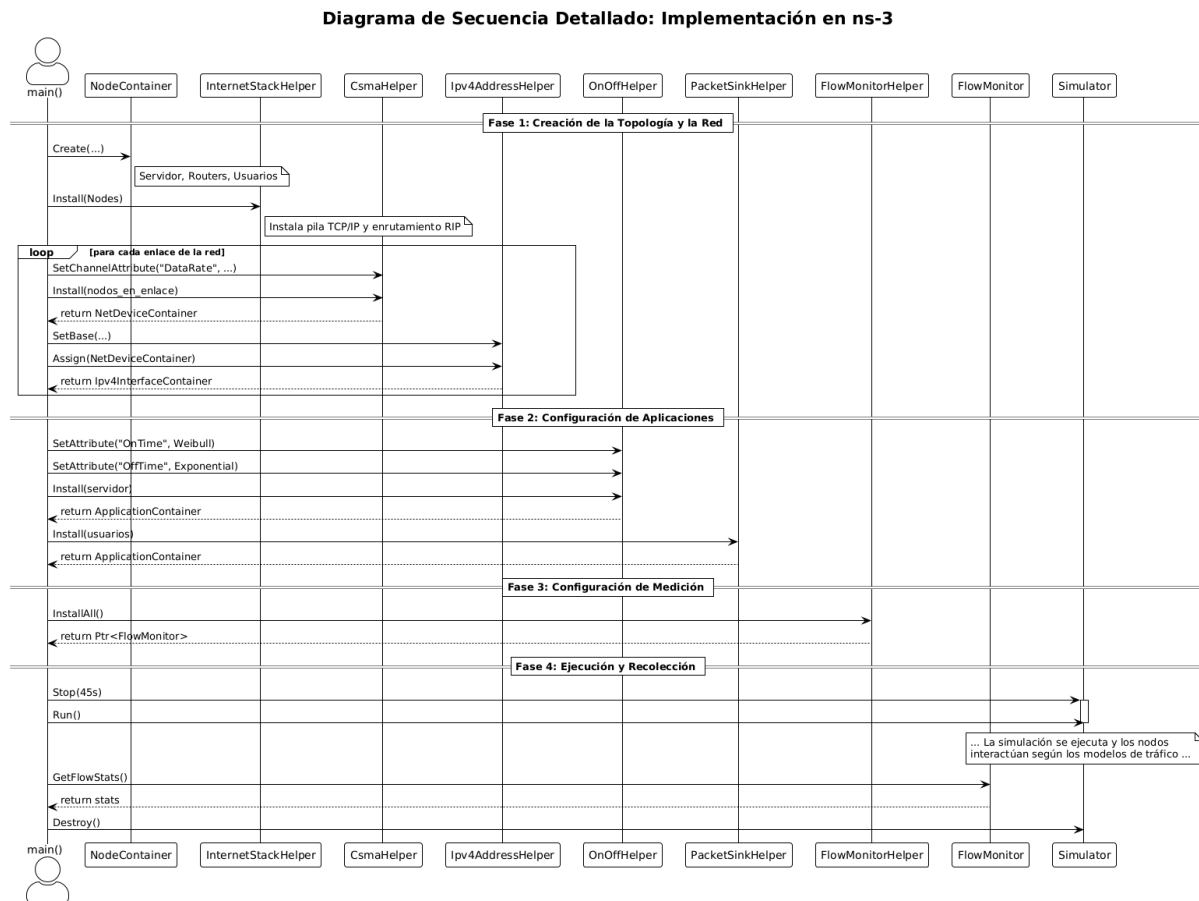 Diagrama de Secuencia Detallado: Implementación en ns-3
main()
NodeContainer
InternetStackHelper
CsmaHelper
Ipv4AddressHelper
OnOffHelper
PacketSinkHelper
FlowMonitorHelper
FlowMonitor
Simulator
Fase 1: Creación de la Topología y la Red
Create(...)
Servidor, Routers, Usuarios
Install(Nodes)
Instala pila TCP/IP y enrutamiento RIP
loop [para cada enlace de la red]
SetChannelAttribute("DataRate", ...)
Install(nodos_en_enlace)
return NetDeviceContainer
SetBase(...)
Assign(NetDeviceContainer)
return Ipv4InterfaceContainer
Fase 2: Configuración de Aplicaciones
SetAttribute("OnTime", Weibull)
SetAttribute("OffTime", Exponential)
Install(servidor)
return ApplicationContainer
Install(usuarios)
return ApplicationContainer
Fase 3: Configuración de Medición
InstallAll()
return Ptr<FlowMonitor>
Fase 4: Ejecución y Recolección
Stop(45s)
Run()
... La simulación se ejecuta y los nodos
interactúan según los modelos de tráfico ...
GetFlowStats()
return stats
Destroy()
main()
NodeContainer
InternetStackHelper
CsmaHelper
Ipv4AddressHelper
OnOffHelper
PacketSinkHelper
FlowMonitorHelper
FlowMonitor
Simulator